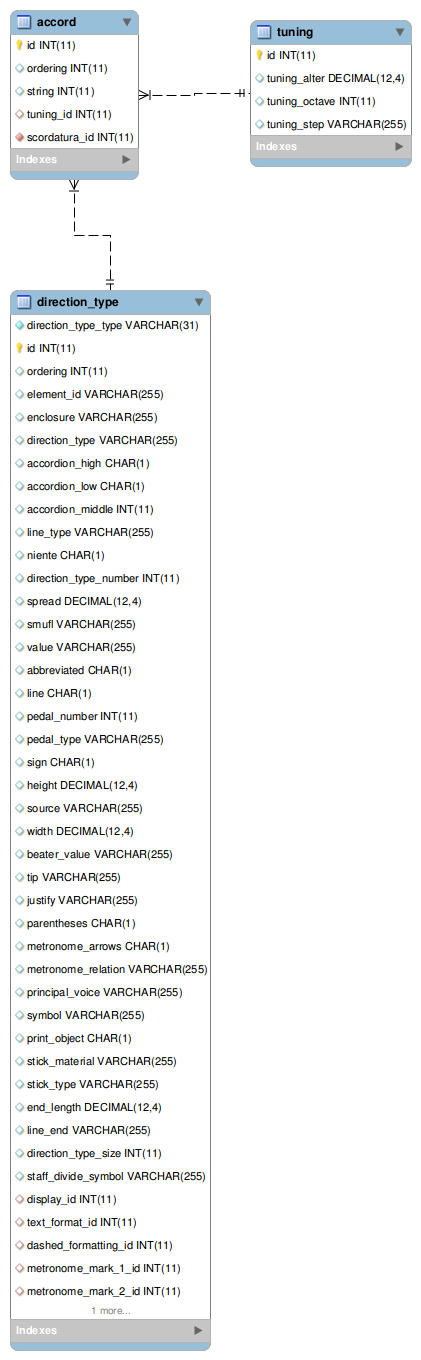 accord
id INT(11)
ordering INT(11)
string INT(11)
tuning_id INT(11)
scordatura_id INT(11)
Indexes
tuning
id INT(11)
tuning_alter DECIMAL(12,4)
tuning_octave INT(11)
tuning_step VARCHAR(255)
Indexes
direction_type
direction_type_type VARCHAR(31)
id INT(11)
ordering INT(11)
element_id VARCHAR(255)
enclosure VARCHAR(255)
direction_type VARCHAR(255)
accordion_high CHAR(1)
accordion_low CHAR(1)
accordion_middle INT(11)
line_type VARCHAR(255)
niente CHAR(1)
direction_type_number INT(11)
spread DECIMAL(12,4)
smufl VARCHAR(255)
value VARCHAR(255)
abbreviated CHAR(1)
line CHAR(1)
pedal_number INT(11)
pedal_type VARCHAR(255)
sign CHAR(1)
height DECIMAL(12,4)
source VARCHAR(255)
width DECIMAL(12,4)
beater_value VARCHAR(255)
tip VARCHAR(255)
justify VARCHAR(255)
parentheses CHAR(1)
metronome_arrows CHAR(1)
metronome_relation VARCHAR(255)
principal_voice VARCHAR(255)
symbol VARCHAR(255)
print_object CHAR(1)
stick_material VARCHAR(255)
stick_type VARCHAR(255)
end_length DECIMAL(12,4)
line_end VARCHAR(255)
direction_type_size INT(11)
staff_divide_symbol VARCHAR(255)
display_id INT(11)
text_format_id INT(11)
dashed_formatting_id INT(11)
metronome_mark_1_id INT(11)
metronome_mark_2_id INT(11)
1 more...
Indexes